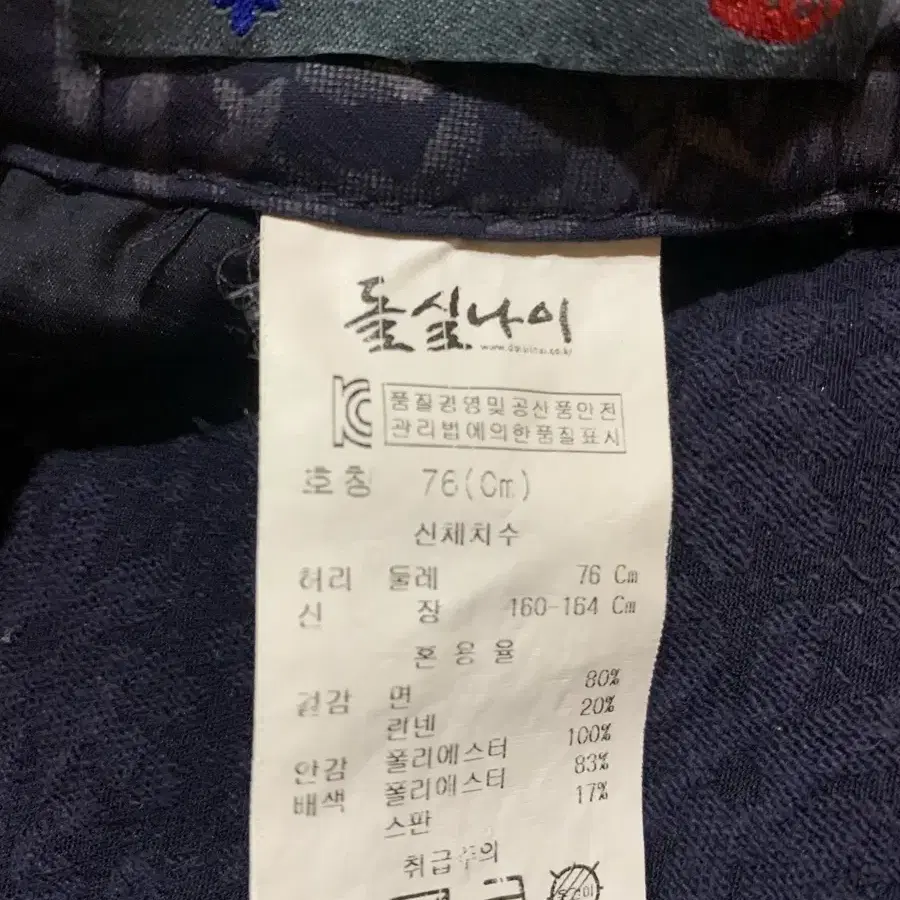 돌실나이
www.dolsilnai.co.kr
품질경영및공산품안전
관리법에의한품질표시
호칭 76(Cm)
신체치수
허리 둘레 76 Cm
신 장 160-164 Cm
혼 용 율
겉감 면 80%
린넨 20%
안감 폴리에스터 100%
배색 폴리에스터 83%
스판 17%
취급주의